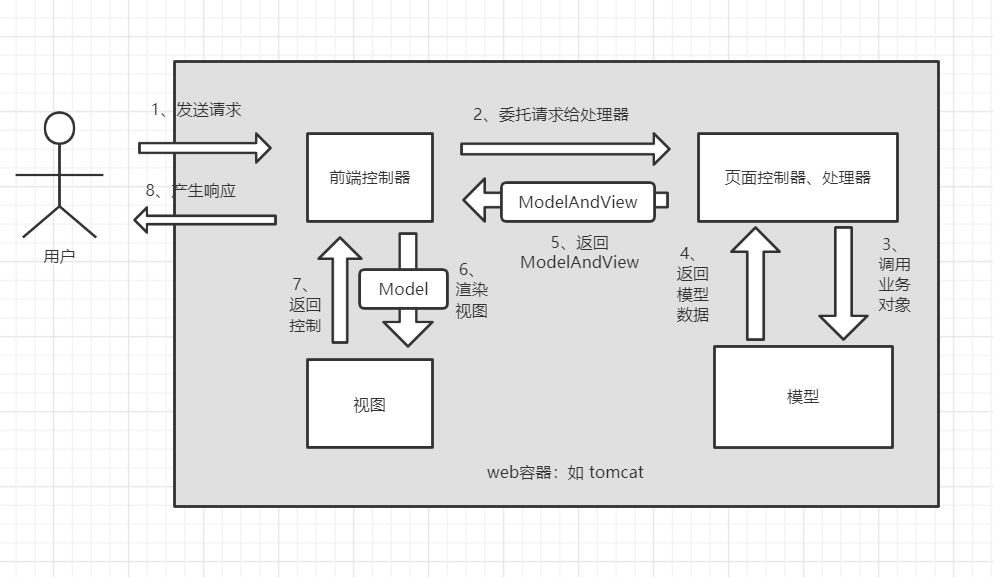 1、发送请求
2、委托请求给处理器
前端控制器
页面控制器、处理器
8、产生响应
ModelAndView
用户
5、返回
ModelAndView
3、
调用
业务
对象
4、
返回
模型
数据
6、
渲染
视图
7、
返回
控制
Model
视图
模型
web容器：如 tomcat